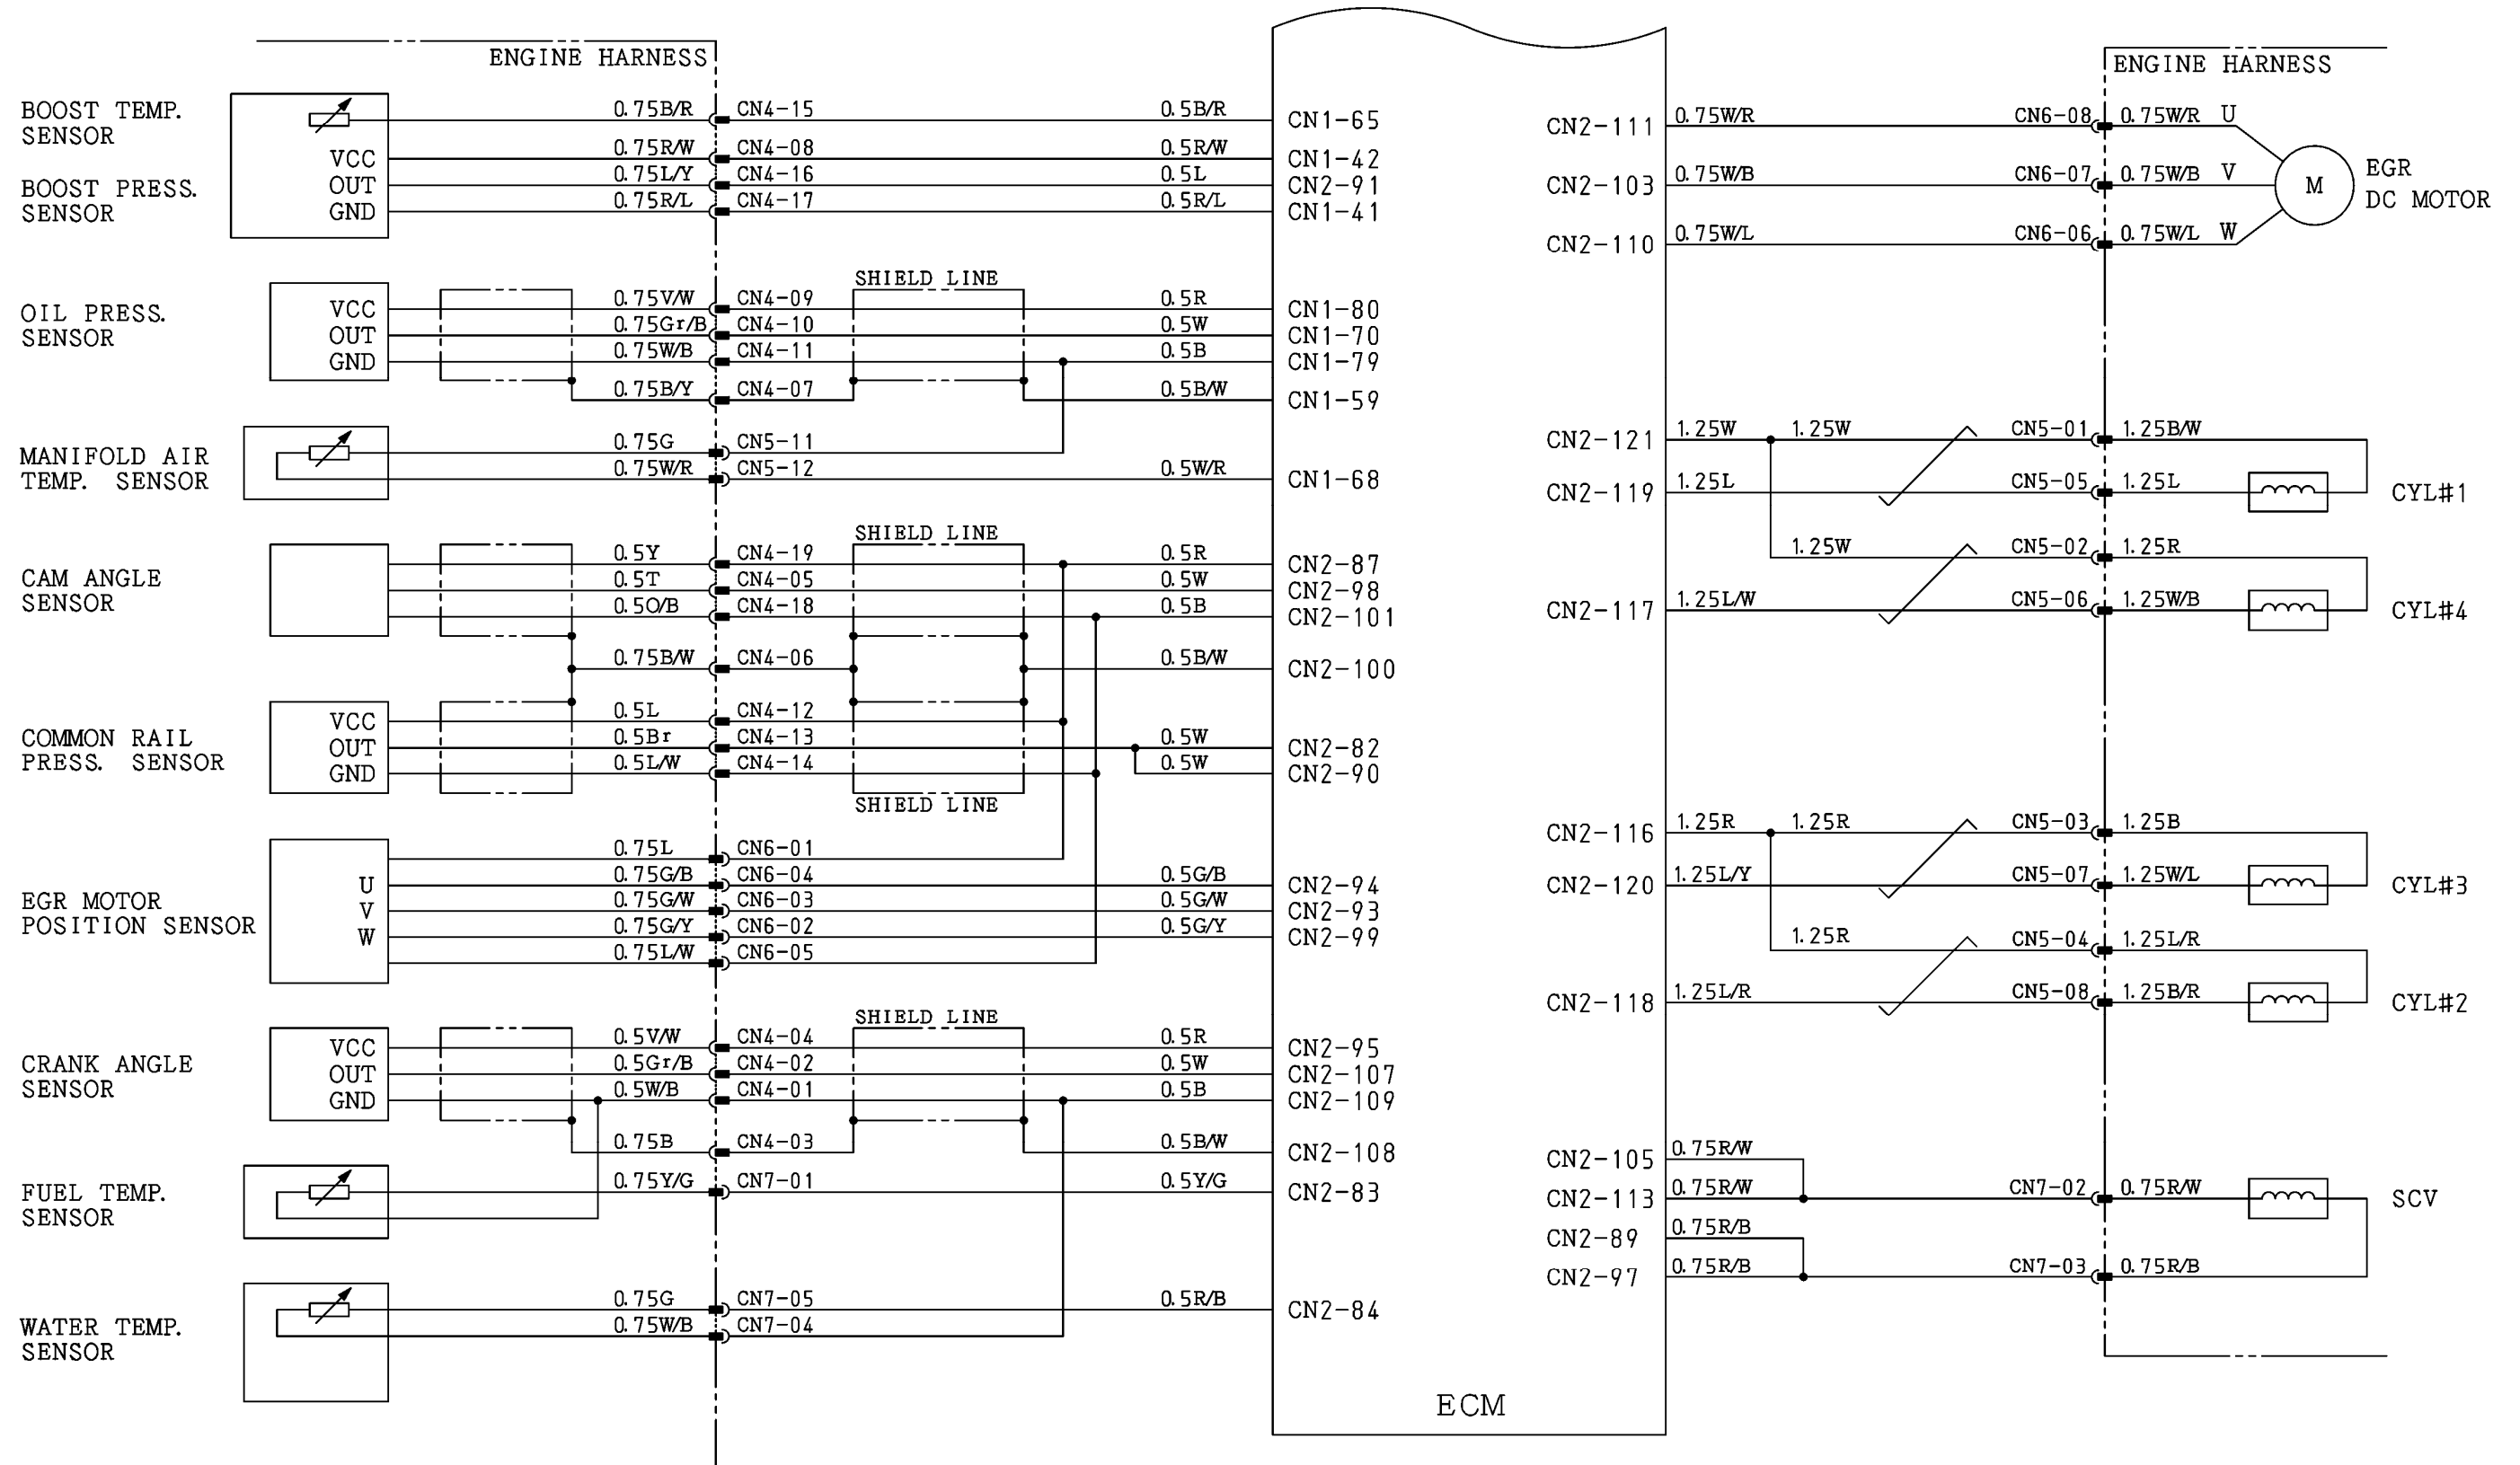 ENGINE HARNESS
BOOST TEMP.
SENSOR
BOOST PRESS.
SENSOR
VCC
OUT
GND
0.75B/R CN4-15 0.5B/R CN1-65
0.75R/W CN4-08 0.5R/W CN1-42
0.75L/Y CN4-16 0.5L CN2-91
0.75R/L CN4-17 0.5R/L CN1-41
OIL PRESS.
SENSOR
VCC
OUT
GND
SHIELD LINE
0.75V/W CN4-09 0.5R CN1-80
0.75Gr/B CN4-10 0.5W CN1-70
0.75W/B CN4-11 0.5B CN1-79
0.75B/Y CN4-07 0.5B/W CN1-59
MANIFOLD AIR
TEMP. SENSOR
0.75G CN5-11
0.75W/R CN5-12 0.5W/R CN1-68
CAM ANGLE
SENSOR
SHIELD LINE
0.5Y CN4-19 0.5R CN2-87
0.5T CN4-05 0.5W CN2-98
0.5O/B CN4-18 0.5B CN2-101
0.75B/W CN4-06 0.5B/W CN2-100
COMMON RAIL
PRESS. SENSOR
VCC
OUT
GND
0.5L CN4-12
0.5Br CN4-13 0.5W CN2-82
0.5L/W CN4-14 0.5W CN2-90
SHIELD LINE
EGR MOTOR
POSITION SENSOR
U
V
W
0.75L CN6-01
0.75G/B CN6-04 0.5G/B CN2-94
0.75G/W CN6-03 0.5G/W CN2-93
0.75G/Y CN6-02 0.5G/Y CN2-99
0.75L/W CN6-05
CRANK ANGLE
SENSOR
VCC
OUT
GND
SHIELD LINE
0.5V/W CN4-04 0.5R CN2-95
0.5Gr/B CN4-02 0.5W CN2-107
0.5W/B CN4-01 0.5B CN2-109
0.75B CN4-03 0.5B/W CN2-108
FUEL TEMP.
SENSOR
0.75Y/G CN7-01 0.5Y/G CN2-83
WATER TEMP.
SENSOR
0.75G CN7-05 0.5R/B CN2-84
0.75W/B CN7-04
ECM
ENGINE HARNESS
CN2-111 0.75W/R CN6-08 0.75W/R U
CN2-103 0.75W/B CN6-07 0.75W/B V
CN2-110 0.75W/L CN6-06 0.75W/L W
M
EGR
DC MOTOR
CN2-121 1.25W 1.25W CN5-01 1.25B/W
CN2-119 1.25L CN5-05 1.25L CYL#1
1.25W CN5-02 1.25R
CN2-117 1.25L/W CN5-06 1.25W/B CYL#4
CN2-116 1.25R 1.25R CN5-03 1.25B
CN2-120 1.25L/Y CN5-07 1.25W/L CYL#3
1.25R CN5-04 1.25L/R
CN2-118 1.25L/R CN5-08 1.25B/R CYL#2
CN2-105 0.75R/W
CN2-113 0.75R/W CN7-02 0.75R/W SCV
CN2-89 0.75R/B
CN2-97 0.75R/B CN7-03 0.75R/B